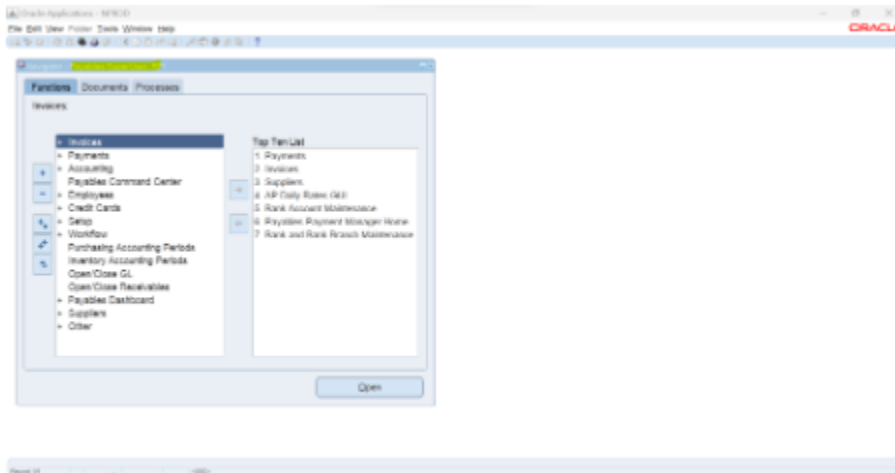 Oracle Applications - NPROD
File Edit View Folder Tools Window Help
ORACLE
Functions Documents Processes
Invoices
Invoices
Payments
Accounting
Payables Command Center
Employees
Credit Cards
Setup
Workflow
Purchasing Accounting Periods
Inventory Accounting Periods
Open/Close GL
Open/Close Receivables
Payables Dashboard
Suppliers
Other
Top Ten List
1. Payments
2. Invoices
3. Suppliers
4. AP Daily Rates
5. Bank Account Maintenance
6. Payables Payment Manager Home
7. Bank and Bank Branch Maintenance
Open